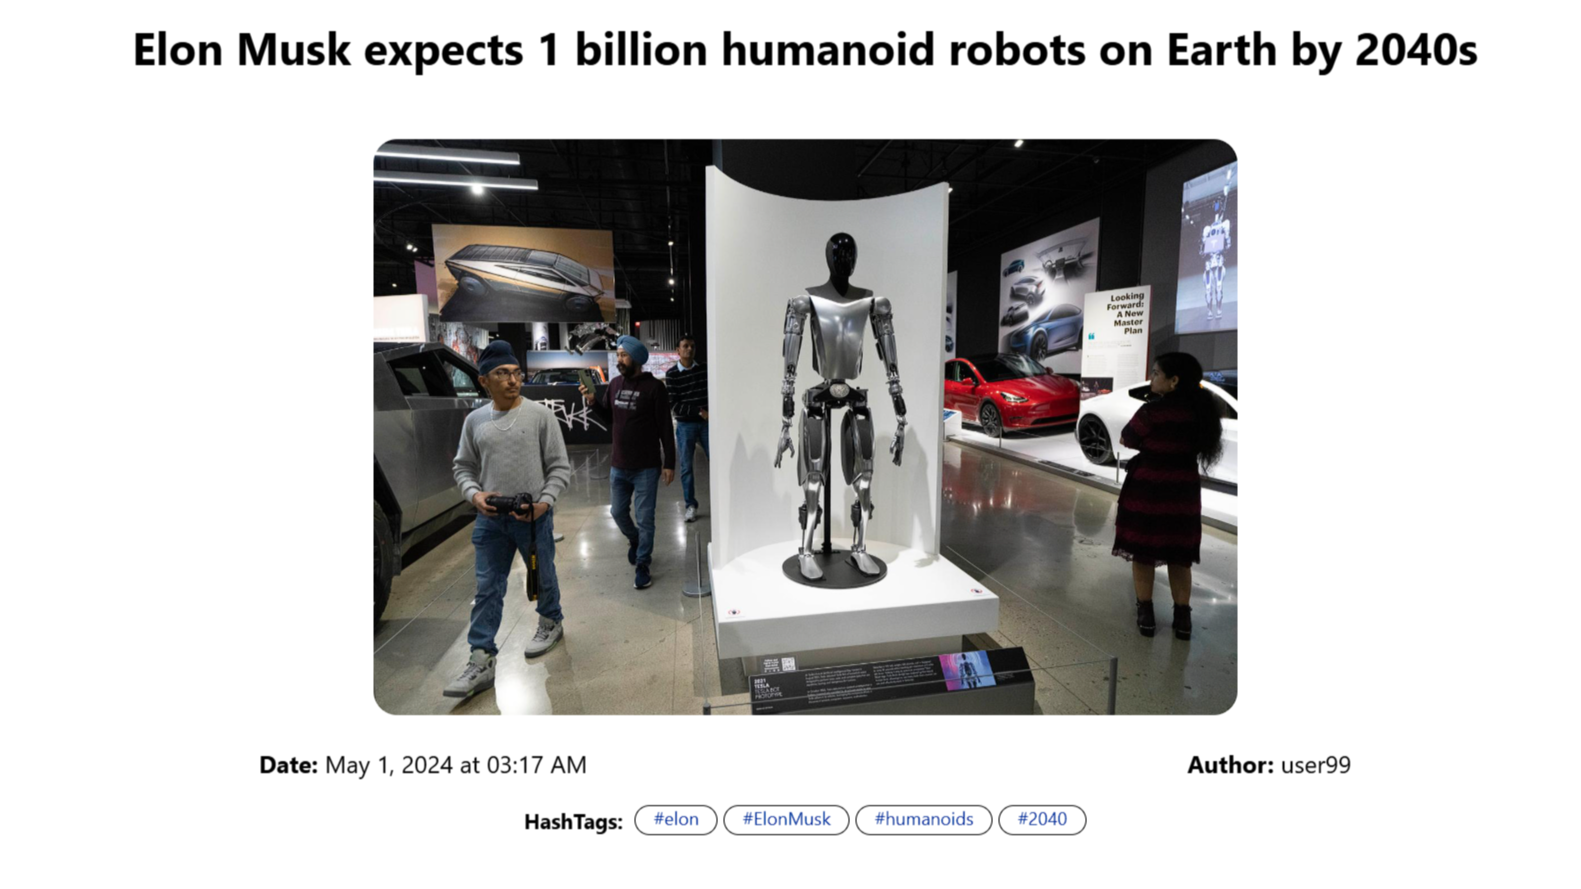 Elon Musk expects 1 billion humanoid robots on Earth by 2040s
Looking
Forward:
A New
Master
Plan
2021
TESLA
TESLA BOT
PROTOTYPE
Date: May 1, 2024 at 03:17 AM
Author: user99
HashTags:
#elon
#ElonMusk
#humanoids
#2040